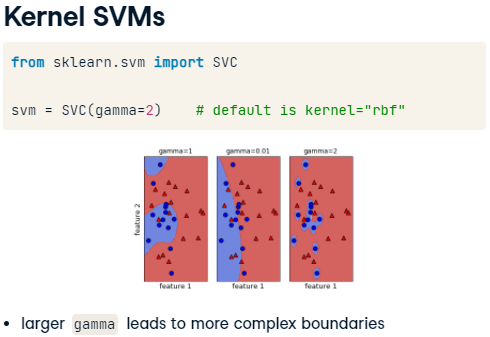 Kernel SVMs
from sklearn.svm import SVC
svm = SVC(gamma=2)    # default is kernel="rbf"
gamma=1 gamma=0.01 gamma=2
feature 2
feature 1 feature 1 feature 1
• larger gamma leads to more complex boundaries